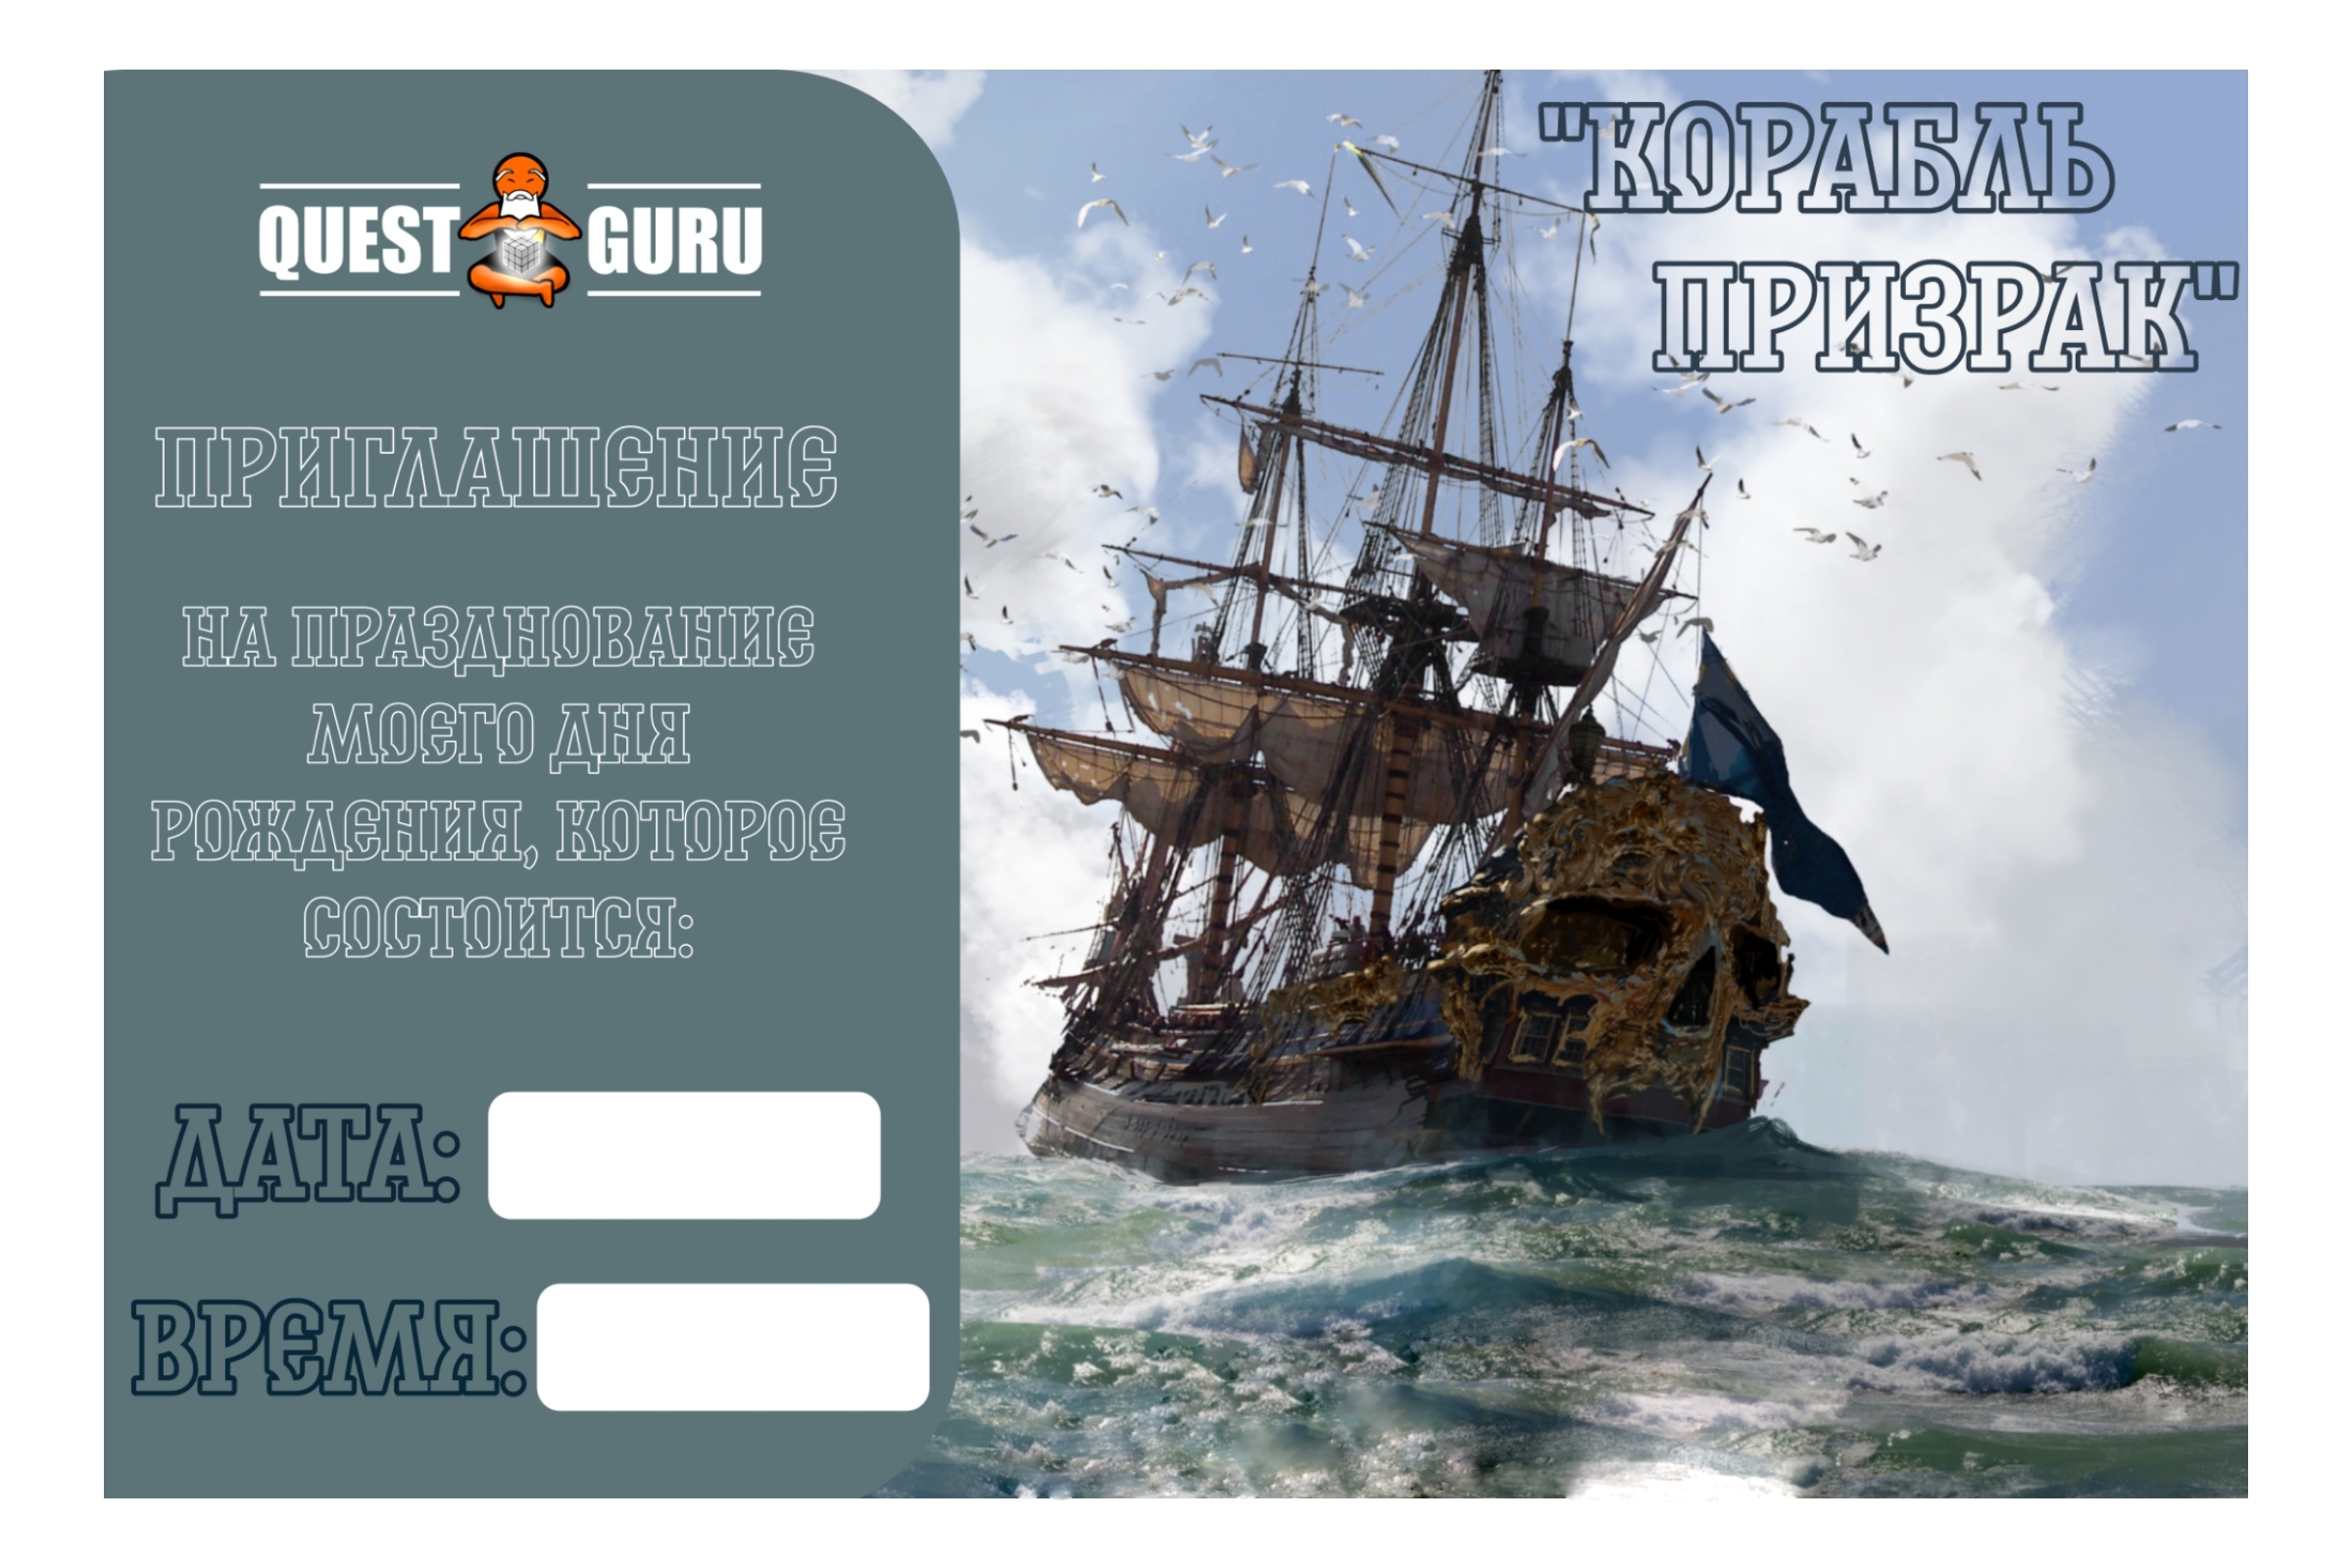 QUEST GURU
ПРИГЛАШЕНИЕ
НА ПРАЗДНОВАНИЕ
МОЕГО ДНЯ
РОЖДЕНИЯ, КОТОРОЕ
СОСТОИТСЯ:
ДАТА:
ВРЕМЯ:
"КОРАБЛЬ
ПРИЗРАК"